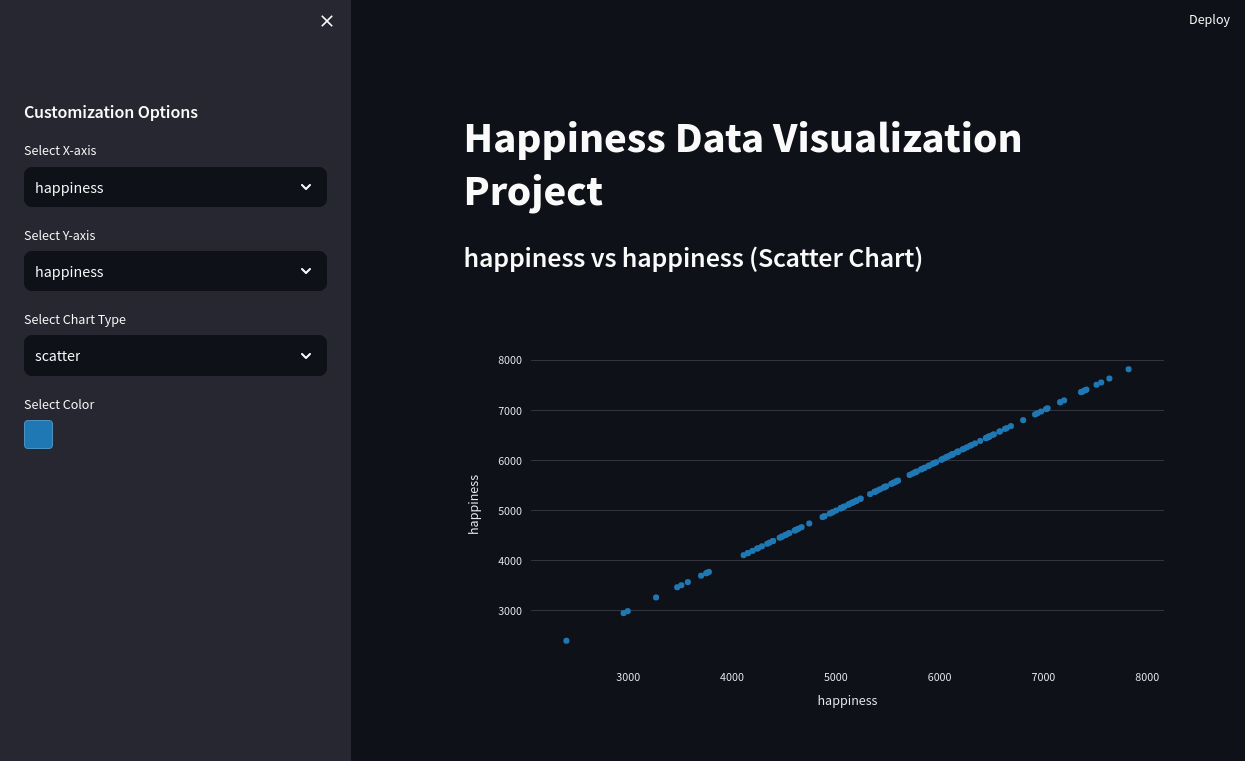 Deploy
Customization Options
Select X-axis
happiness
Select Y-axis
happiness
Select Chart Type
scatter
Select Color
Happiness Data Visualization
Project
happiness vs happiness (Scatter Chart)
8000
7000
6000
5000
4000
3000
happiness
3000 4000 5000 6000 7000 8000
happiness